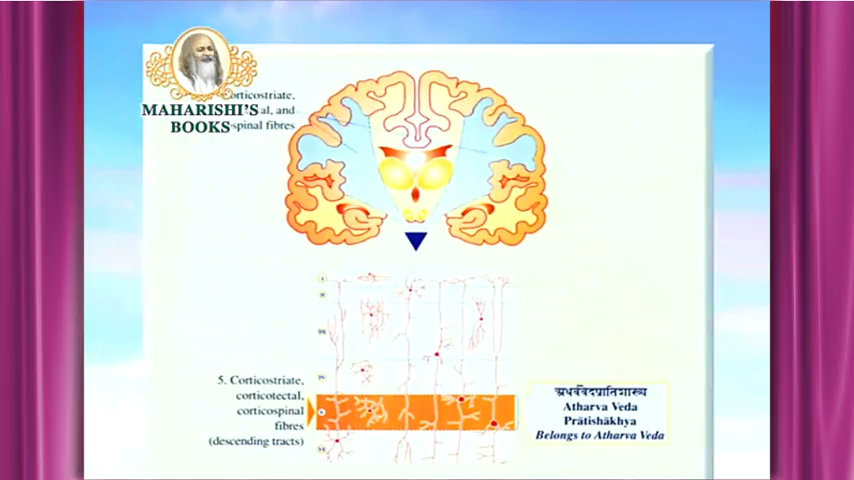 MAHARISHI'S
BOOKS
corticostriate,
al, and
spinal fibres
5. Corticostriate,
corticotectal,
corticospinal
fibres
(descending tracts)
अथर्ववेदप्रातिशाख्य
Atharva Veda
Prātishākhya
Belongs to Atharva Veda